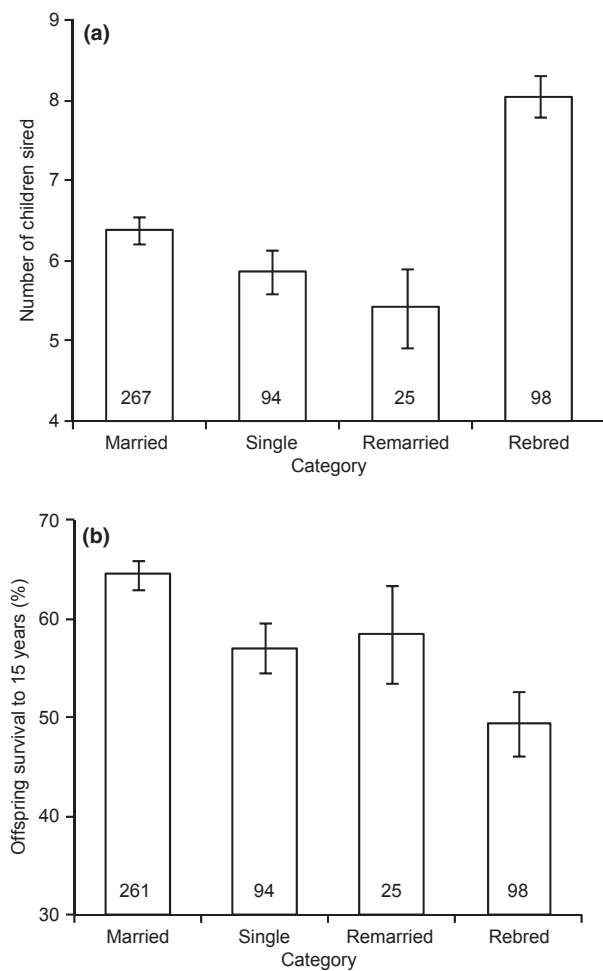 (a)
Number of children sired
9
8
7
6
5
4
267
94
25
98
Married
Single
Remarried
Rebred
Category
(b)
Offspring survival to 15 years (%)
70
60
50
40
30
261
94
25
98
Married
Single
Remarried
Rebred
Category